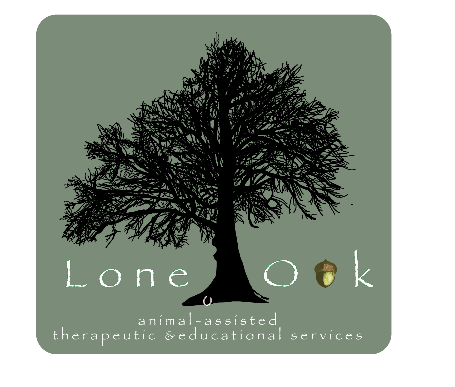 Lone Oak
animal-assisted
therapeutic &educational services